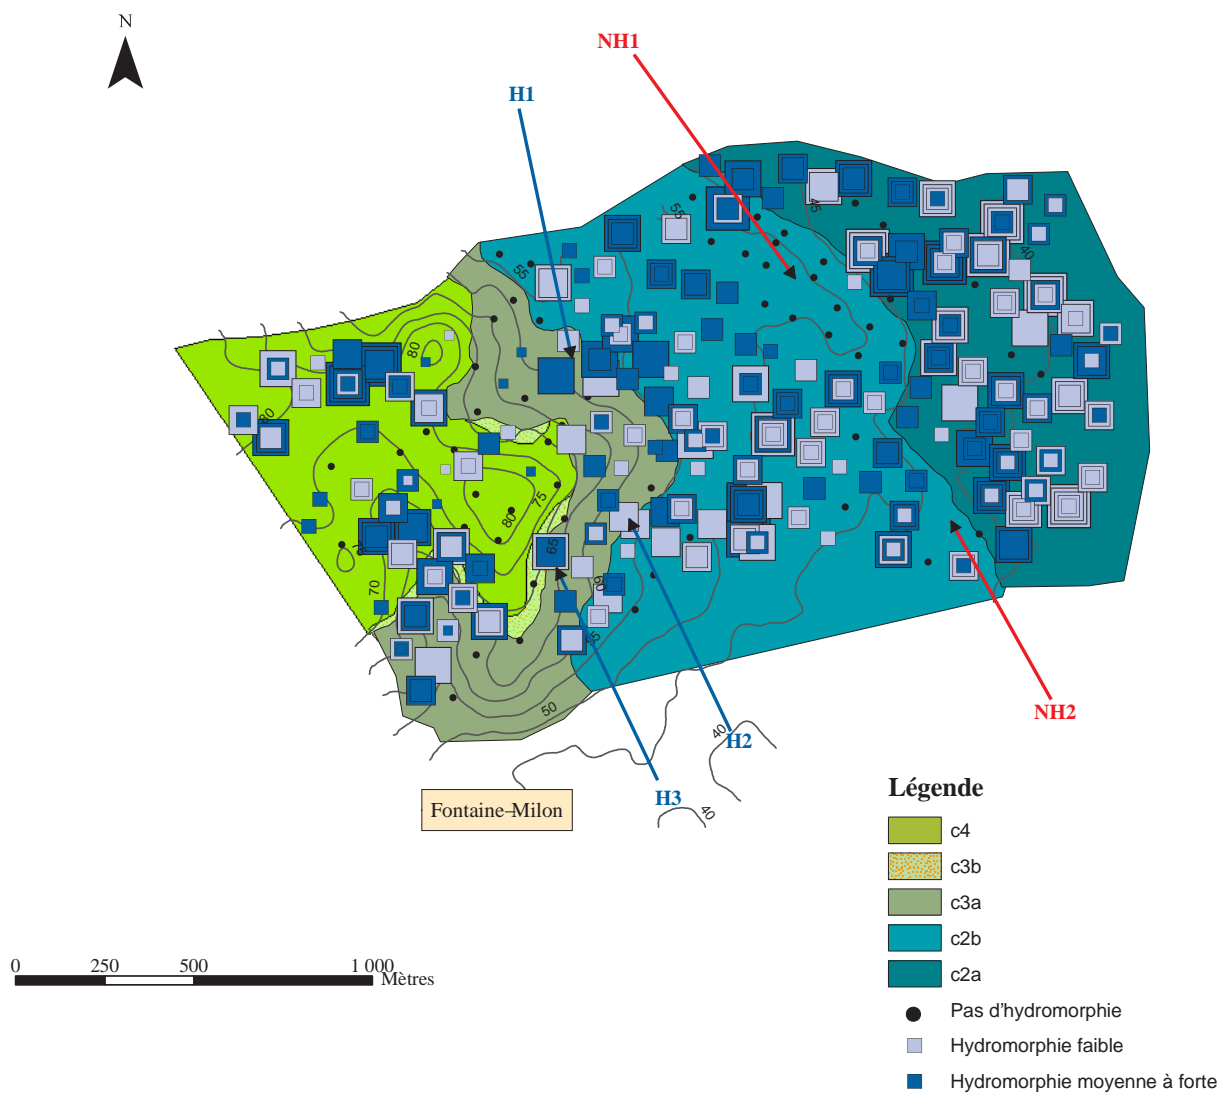 N
NH1
H1
55
45
40
55
80
80
75
80
65
70
60
55
50
NH2
40
H2
H3
40
Fontaine–Milon
Légende
c4
c3b
c3a
c2b
c2a
Pas d'hydromorphie
Hydromorphie faible
Hydromorphie moyenne à forte
0 250 500 1 000
Mètres